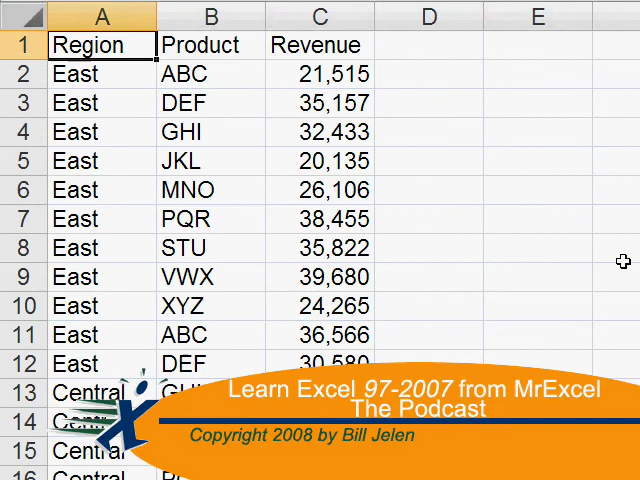 A B C D E
1 Region Product Revenue
2 East ABC 21,515
3 East DEF 35,157
4 East GHI 32,433
5 East JKL 20,135
6 East MNO 26,106
7 East PQR 38,455
8 East STU 35,822
9 East VWX 39,680
10 East XYZ 24,265
11 East ABC 36,566
12 East DEF 30,580
13 Central
14 Central
15 Central
16 Central
Learn Excel 97-2007 from MrExcel
The Podcast
Copyright 2008 by Bill Jelen